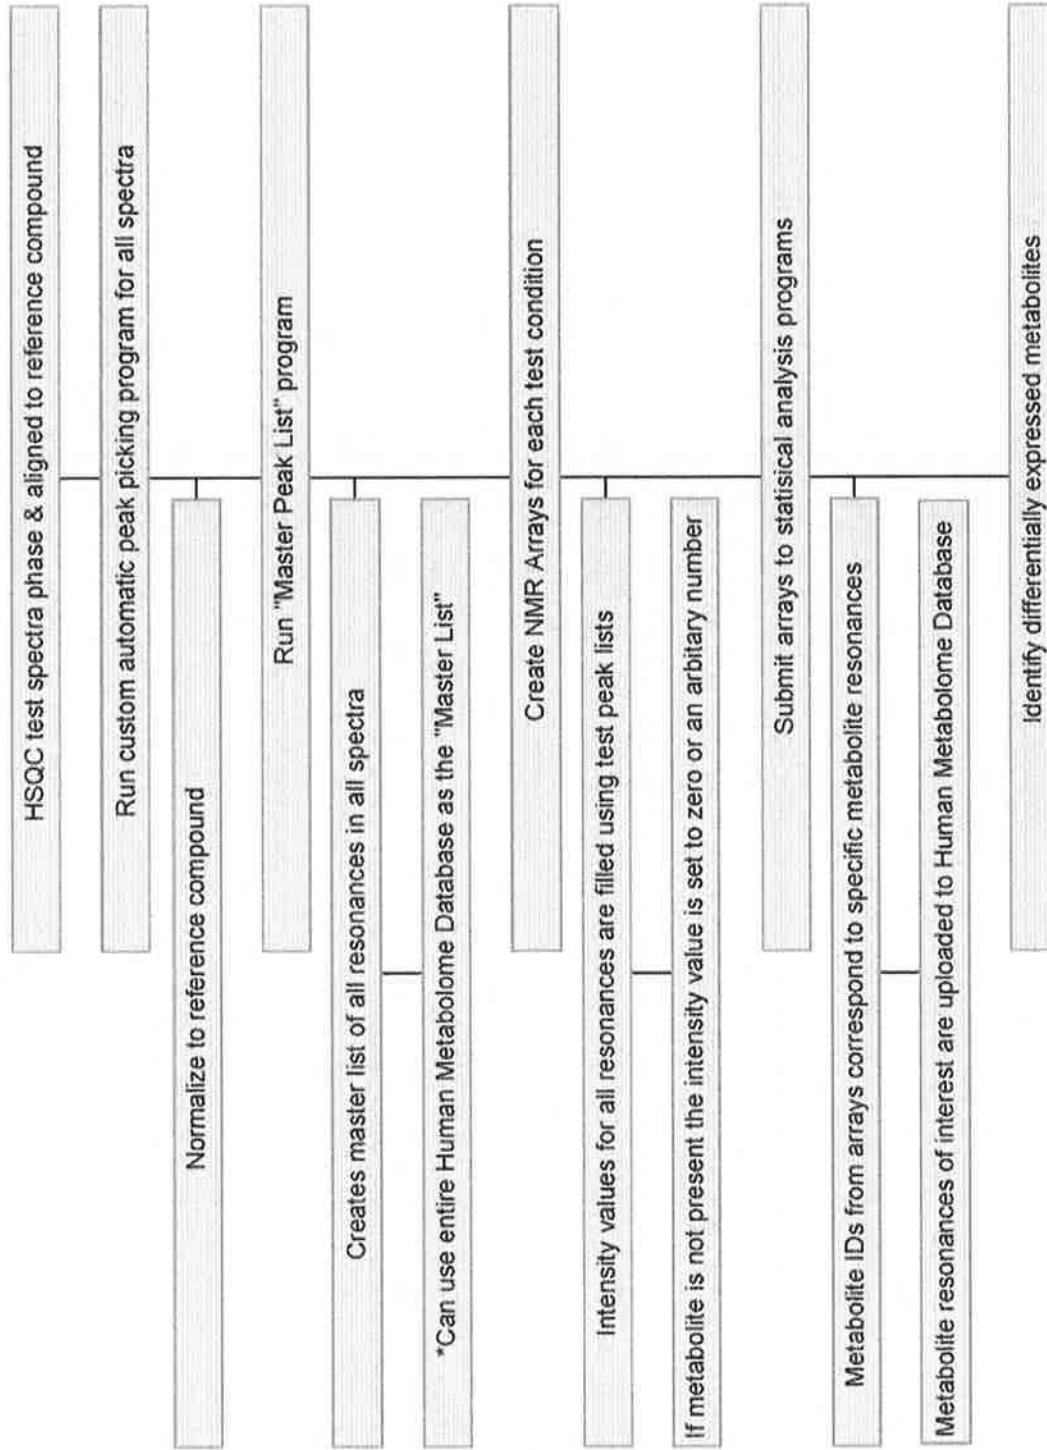 HSQC test spectra phase & aligned to reference compound
Run custom automatic peak picking program for all spectra
Normalize to reference compound
Run "Master Peak List" program
Creates master list of all resonances in all spectra
*Can use entire Human Metabolome Database as the "Master List"
Create NMR Arrays for each test condition
Intensity values for all resonances are filled using test peak lists
If metabolite is not present the intensity value is set to zero or an arbitary number
Submit arrays to statisical analysis programs
Metabolite IDs from arrays correspond to specific metabolite resonances
Metabolite resonances of interest are uploaded to Human Metabolome Database
Identify differentially expressed metabolites